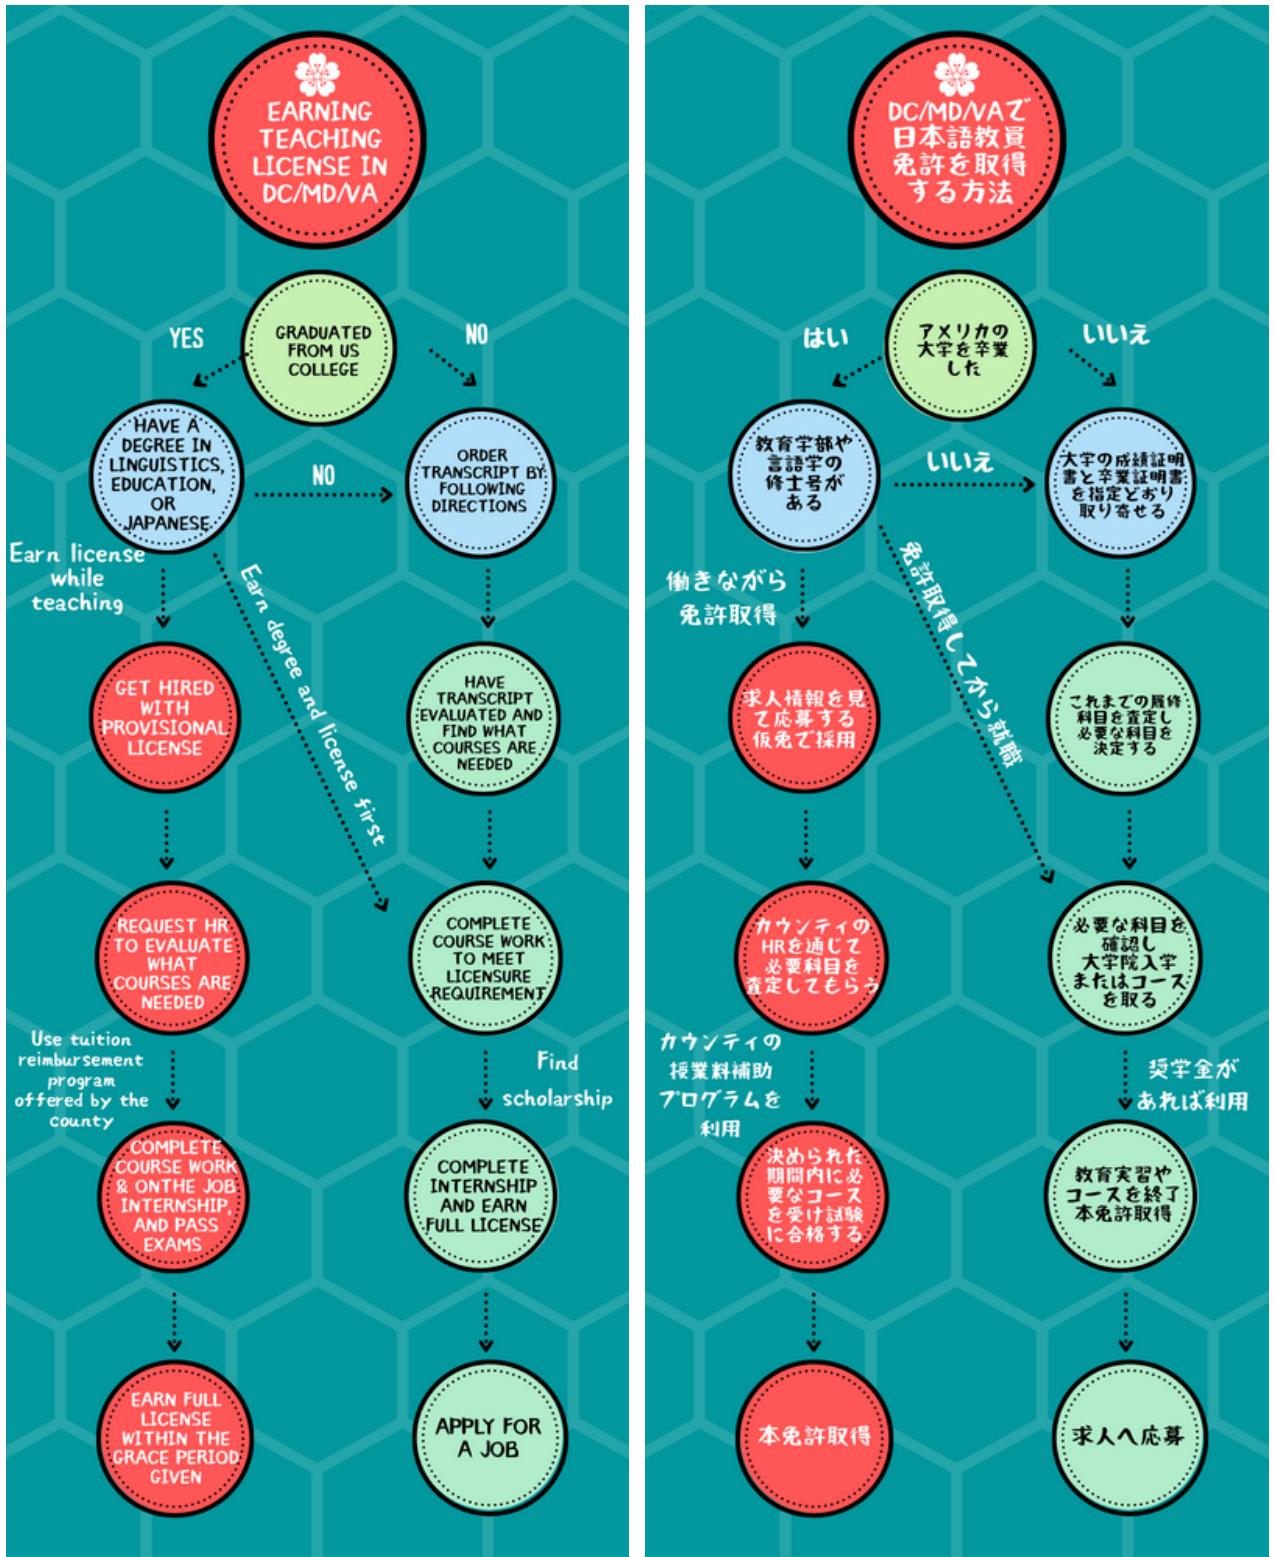 EARNING
TEACHING
LICENSE IN
DC/MD/VA
GRADUATED
FROM US
COLLEGE
YES
NO
HAVE A
DEGREE IN
LINGUISTICS,
EDUCATION,
OR
JAPANESE
NO
ORDER
TRANSCRIPT BY
FOLLOWING
DIRECTIONS
Earn license
while
teaching
Earn degree and license first
GET HIRED
WITH
PROVISIONAL
LICENSE
HAVE
TRANSCRIPT
EVALUATED AND
FIND WHAT
COURSES ARE
NEEDED
REQUEST HR
TO EVALUATE
WHAT
COURSES ARE
NEEDED
COMPLETE
COURSE WORK
TO MEET
LICENSURE
REQUIREMENT
Use tuition
reimbursement
program
offered by the
county
Find
scholarship
COMPLETE
COURSE WORK
& ONTHE JOB
INTERNSHIP,
AND PASS
EXAMS
COMPLETE
INTERNSHIP
AND EARN
FULL LICENSE
EARN FULL
LICENSE
WITHIN THE
GRACE PERIOD
GIVEN
APPLY FOR
A JOB
DC/MD/VAで
日本語教員
免許を取得
する方法
アメリカの
大学を卒業
した
はい
いいえ
教育学部や
言語学の
修士号が
ある
いいえ
大学の成績証明
書と卒業証明書
を指定どおり
取り寄せる
働きながら
免許取得
免許取得してから就職
求人情報を見
て応募する
仮免で採用
これまでの履修
科目を査定し
必要な科目を
決定する
カウンティの
HRを通じて
必要科目を
査定してもらう
必要な科目を
確認し
大学院入学
またはコース
を取る
カウンティの
授業料補助
プログラムを
利用
奨学金が
あれば利用
決められた
期間内に必
要なコース
を受け試験
に合格する
教育実習や
コースを終了
本免許取得
本免許取得
求人へ応募